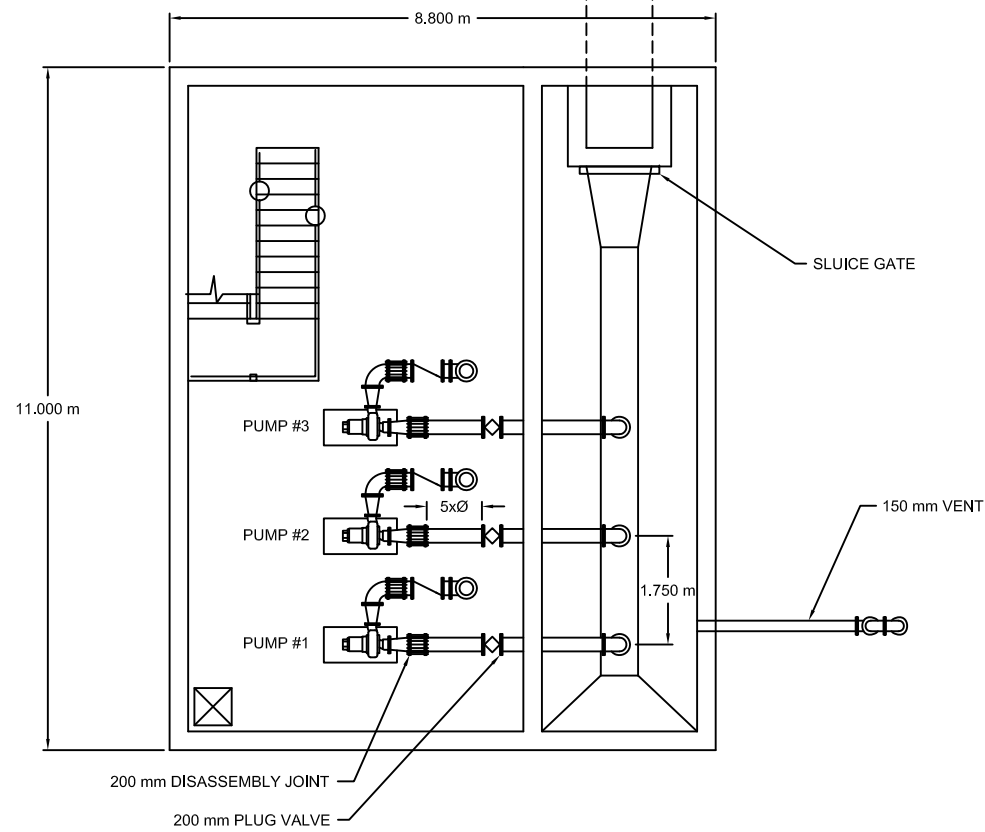 8.800 m
SLUICE GATE
11.000 m
PUMP #3
5xØ
150 mm VENT
PUMP #2
1.750 m
PUMP #1
200 mm DISASSEMBLY JOINT
200 mm PLUG VALVE